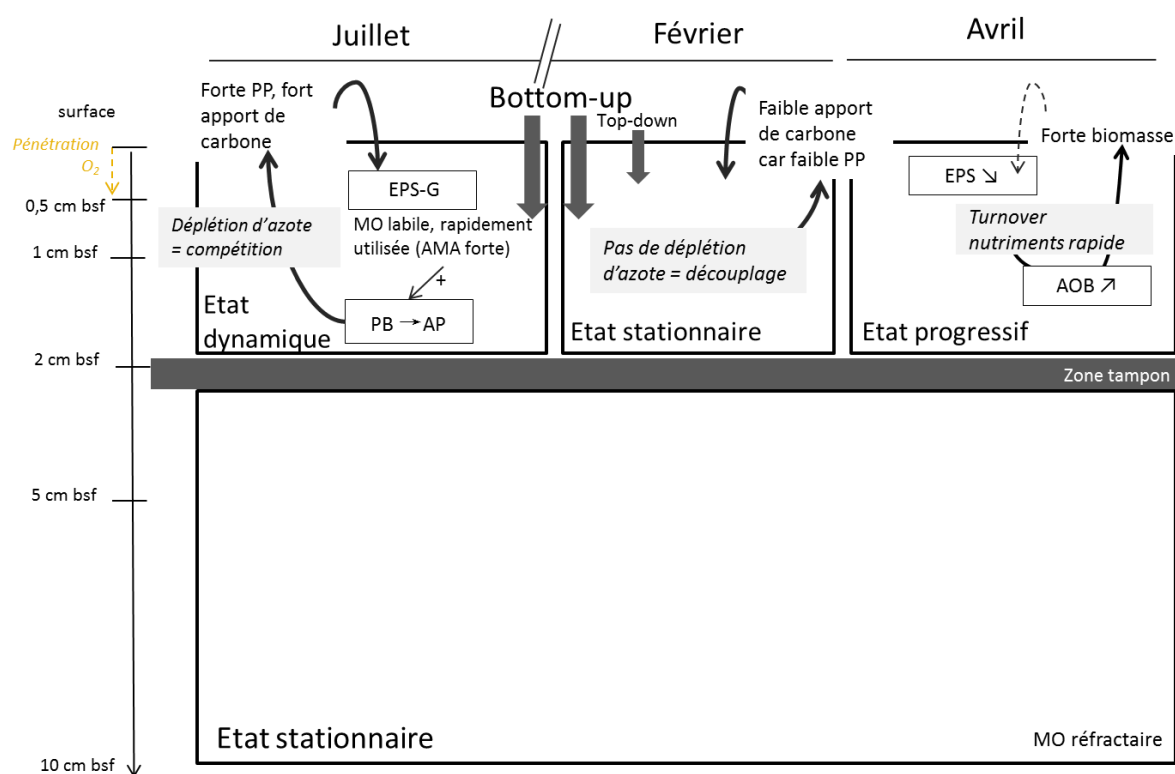 Juillet
Février
Avril
surface
Pénétration
O2
0,5 cm bsf
1 cm bsf
2 cm bsf
5 cm bsf
10 cm bsf
Forte PP, fort
apport de
carbone
EPS-G
MO labile, rapidement
utilisée (AMA forte)
+
PB → AP
Déplétion d'azote
= compétition
Etat
dynamique
Bottom-up
Top-down
Faible apport
de carbone
car faible PP
Pas de déplétion
d'azote = découplage
Etat stationnaire
Forte biomasse
EPS ↘
Turnover
nutriments rapide
AOB ↗
Etat progressif
Zone tampon
Etat stationnaire
MO réfractaire